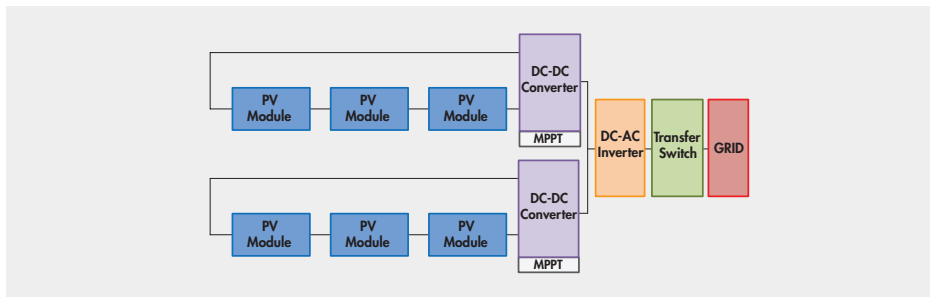 DC-DC
Converter
PV
Module
PV
Module
PV
Module
MPPT
DC-AC
Inverter
Transfer
Switch
GRID
DC-DC
Converter
PV
Module
PV
Module
PV
Module
MPPT